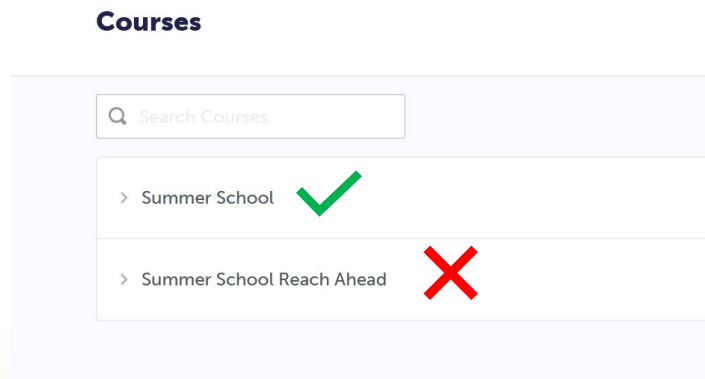 Courses
Search Courses
Summer School
Summer School Reach Ahead